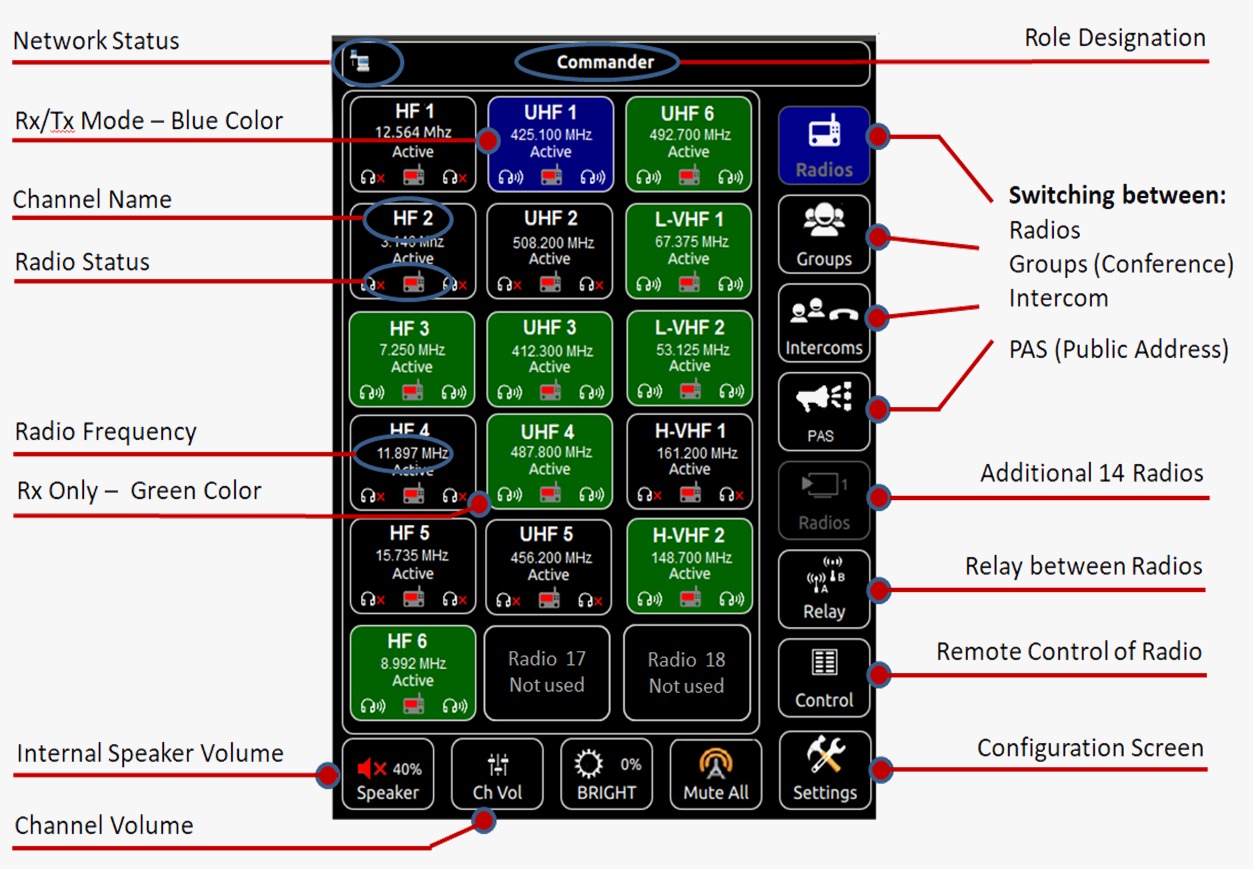 Network Status
Role Designation
Commander
Rx/Tx Mode – Blue Color
Channel Name
Radio Status
Radio Frequency
Rx Only – Green Color
Internal Speaker Volume
Channel Volume
HF 1
12.564 Mhz
Active
UHF 1
425.100 MHz
Active
UHF 6
492.700 MHz
Active
HF 2
Active
UHF 2
508.200 MHz
Active
L-VHF 1
67.375 MHz
Active
HF 3
7.250 MHz
Active
UHF 3
412.300 MHz
Active
L-VHF 2
53.125 MHz
Active
HF 4
11.897 MHz
Active
UHF 4
487.800 MHz
Active
H-VHF 1
161.200 MHz
Active
HF 5
15.735 MHz
Active
UHF 5
456.200 MHz
Active
H-VHF 2
148.700 MHz
Active
HF 6
8.992 MHz
Active
Radio 17
Not used
Radio 18
Not used
40%
Speaker
Ch Vol
0%
BRIGHT
Mute All
Radios
Groups
Intercoms
PAS
1
Radios
B
A
Relay
Control
Settings
Switching between:
Radios
Groups (Conference)
Intercom
PAS (Public Address)
Additional 14 Radios
Relay between Radios
Remote Control of Radio
Configuration Screen